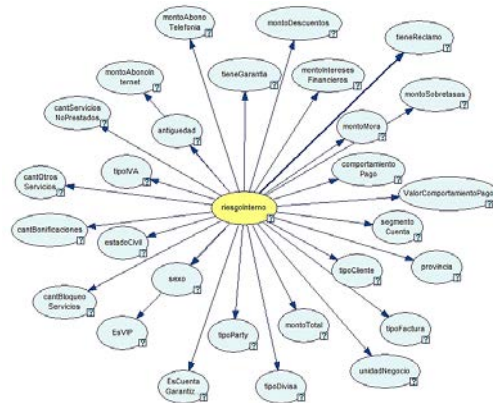 montoAbono
Telefonia
montoDescuentos
tieneReclamo
montoAbonoIn
ternet
tieneGarantia
montoIntereses
Financieros
montoSobretasas
cantServicios
NoPrestados
antiguedad
montoMora
cantOtros
Servicios
tipoIVA
comportamiento
Pago
ValorComportamientoPago
riesgoInterno
cantBonificaciones
estadoCivil
segmento
Cuenta
provincia
cantBloqueo
Servicios
sexo
tipoCliente
EsVIP
tipoParty
montoTotal
tipoFactura
EsCuenta
Garantiz
tipoDivisa
unidadNegocio